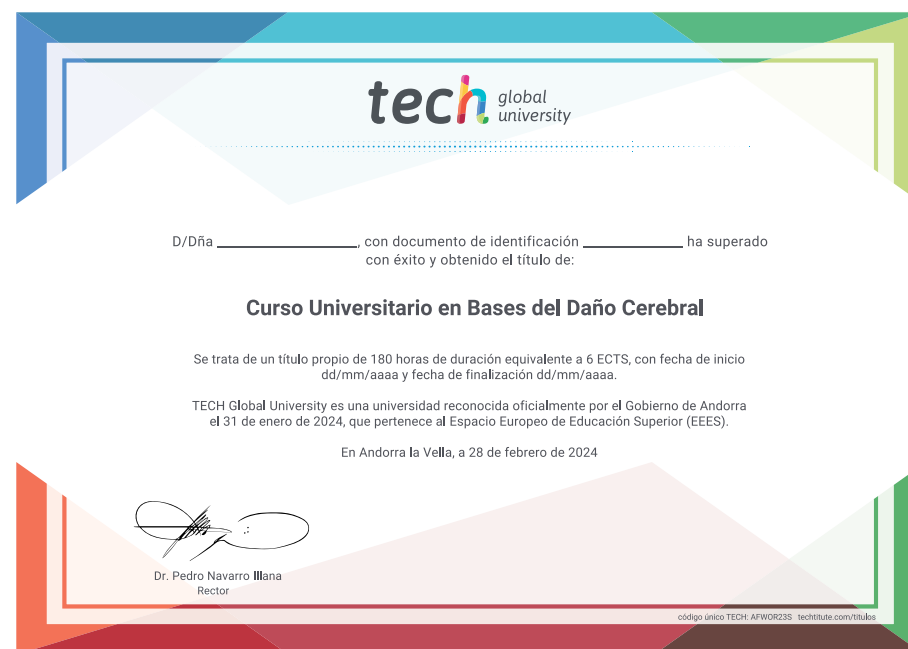 tech global university
D/Dña ____________________, con documento de identificación ______________ ha superado
con éxito y obtenido el título de:
Curso Universitario en Bases del Daño Cerebral
Se trata de un título propio de 180 horas de duración equivalente a 6 ECTS, con fecha de inicio
dd/mm/aaaa y fecha de finalización dd/mm/aaaa.
TECH Global University es una universidad reconocida oficialmente por el Gobierno de Andorra
el 31 de enero de 2024, que pertenece al Espacio Europeo de Educación Superior (EEES).
En Andorra la Vella, a 28 de febrero de 2024
Dr. Pedro Navarro Illana
Rector
código único TECH: AFWOR23S techtitute.com/titulos